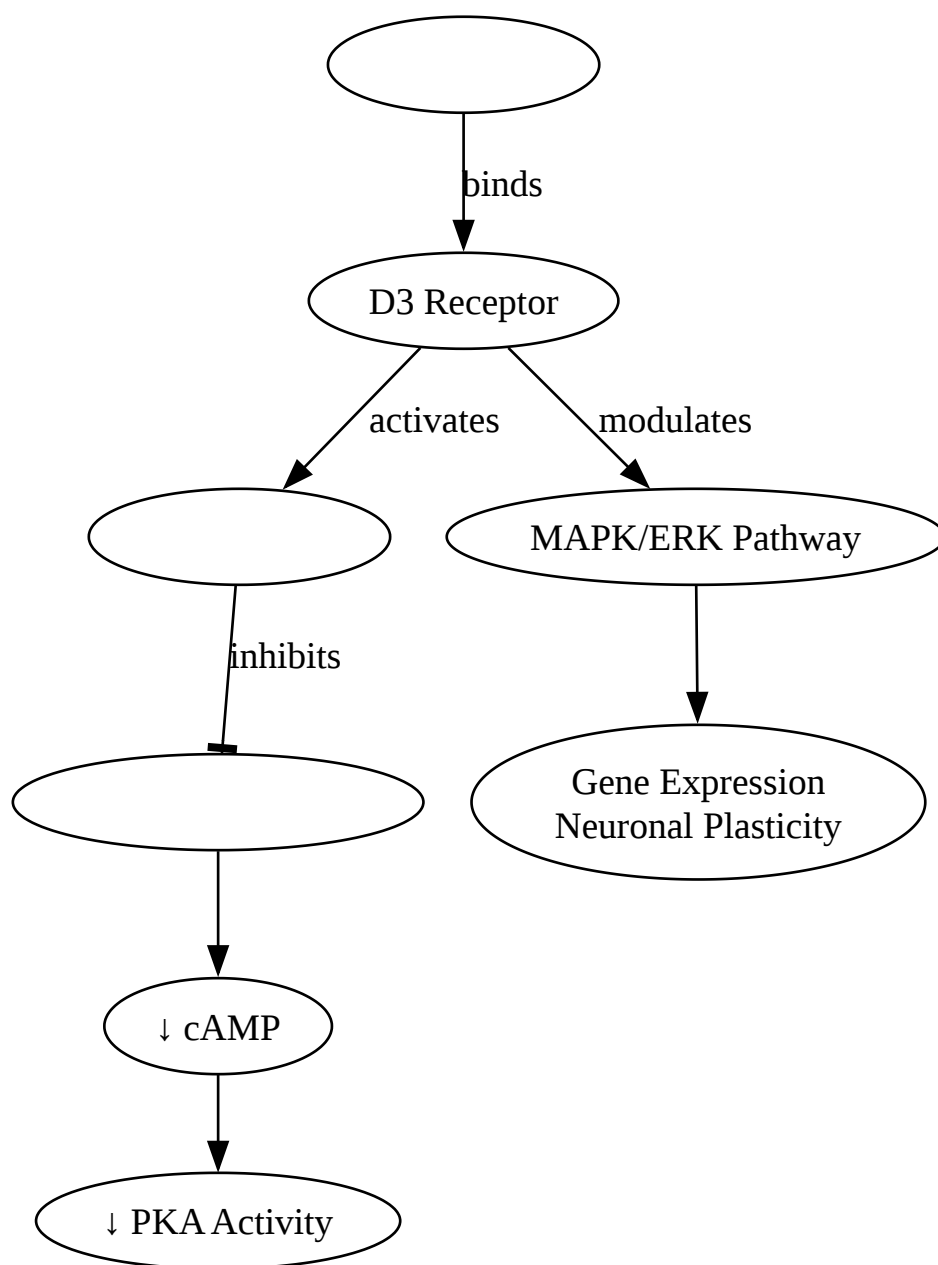 binds
D3 Receptor
activates
modulates
MAPK/ERK Pathway
inhibits
Gene Expression
Neuronal Plasticity
↓ cAMP
↓ PKA Activity